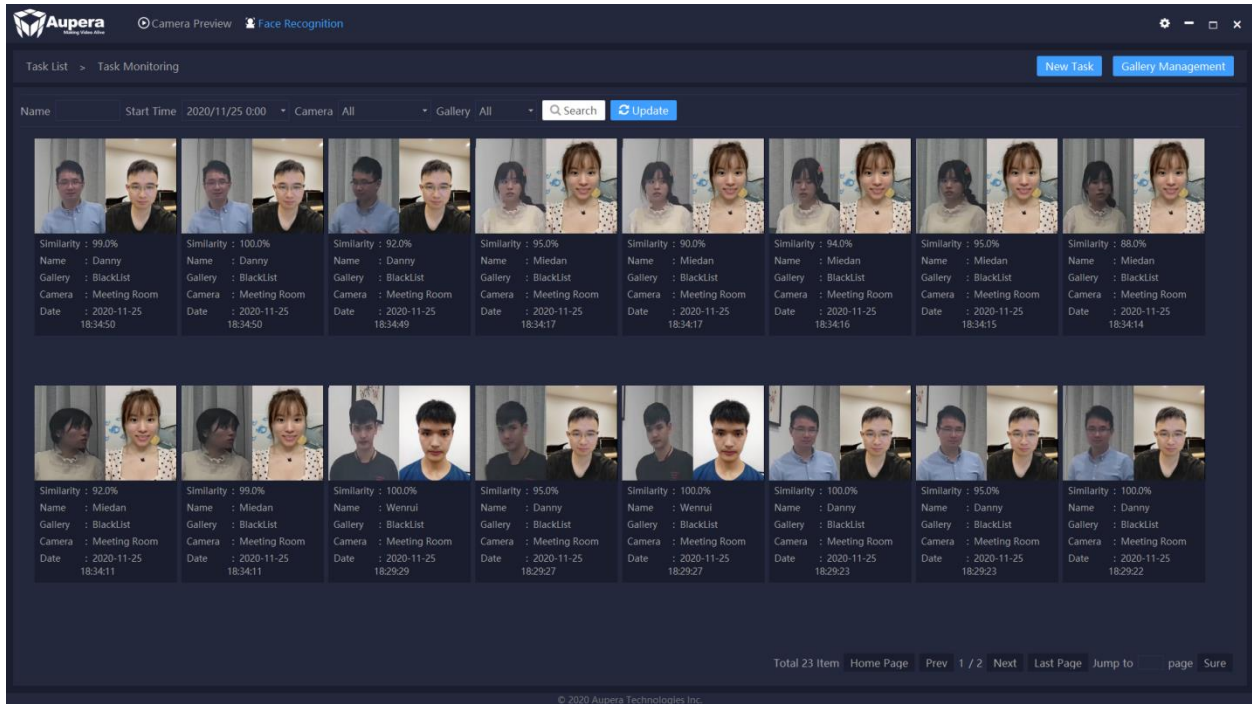 Aupera
Making Video Alive
Camera Preview Face Recognition
Task List > Task Monitoring
New Task Gallery Management
Name Start Time 2020/11/25 0:00 Camera All Gallery All Search Update
Similarity : 99.0% Similarity : 100.0% Similarity : 92.0% Similarity : 95.0% Similarity : 90.0% Similarity : 94.0% Similarity : 95.0% Similarity : 88.0%
Name : Danny Name : Danny Name : Danny Name : Miedan Name : Miedan Name : Miedan Name : Miedan Name : Miedan
Gallery : BlackList Gallery : BlackList Gallery : BlackList Gallery : BlackList Gallery : BlackList Gallery : BlackList Gallery : BlackList Gallery : BlackList
Camera : Meeting Room Camera : Meeting Room Camera : Meeting Room Camera : Meeting Room Camera : Meeting Room Camera : Meeting Room Camera : Meeting Room Camera : Meeting Room
Date : 2020-11-25 Date : 2020-11-25 Date : 2020-11-25 Date : 2020-11-25 Date : 2020-11-25 Date : 2020-11-25 Date : 2020-11-25 Date : 2020-11-25
18:34:50 18:34:50 18:34:49 18:34:17 18:34:17 18:34:16 18:34:15 18:34:14
Similarity : 92.0% Similarity : 99.0% Similarity : 100.0% Similarity : 95.0% Similarity : 100.0% Similarity : 100.0% Similarity : 95.0% Similarity : 100.0%
Name : Miedan Name : Miedan Name : Wenrui Name : Danny Name : Wenrui Name : Danny Name : Danny Name : Danny
Gallery : BlackList Gallery : BlackList Gallery : BlackList Gallery : BlackList Gallery : BlackList Gallery : BlackList Gallery : BlackList Gallery : BlackList
Camera : Meeting Room Camera : Meeting Room Camera : Meeting Room Camera : Meeting Room Camera : Meeting Room Camera : Meeting Room Camera : Meeting Room Camera : Meeting Room
Date : 2020-11-25 Date : 2020-11-25 Date : 2020-11-25 Date : 2020-11-25 Date : 2020-11-25 Date : 2020-11-25 Date : 2020-11-25 Date : 2020-11-25
18:34:11 18:34:11 18:29:29 18:29:27 18:29:27 18:29:23 18:29:23 18:29:22
Total 23 Item Home Page Prev 1 / 2 Next Last Page Jump to page Sure
© 2020 Aupera Technologies Inc.